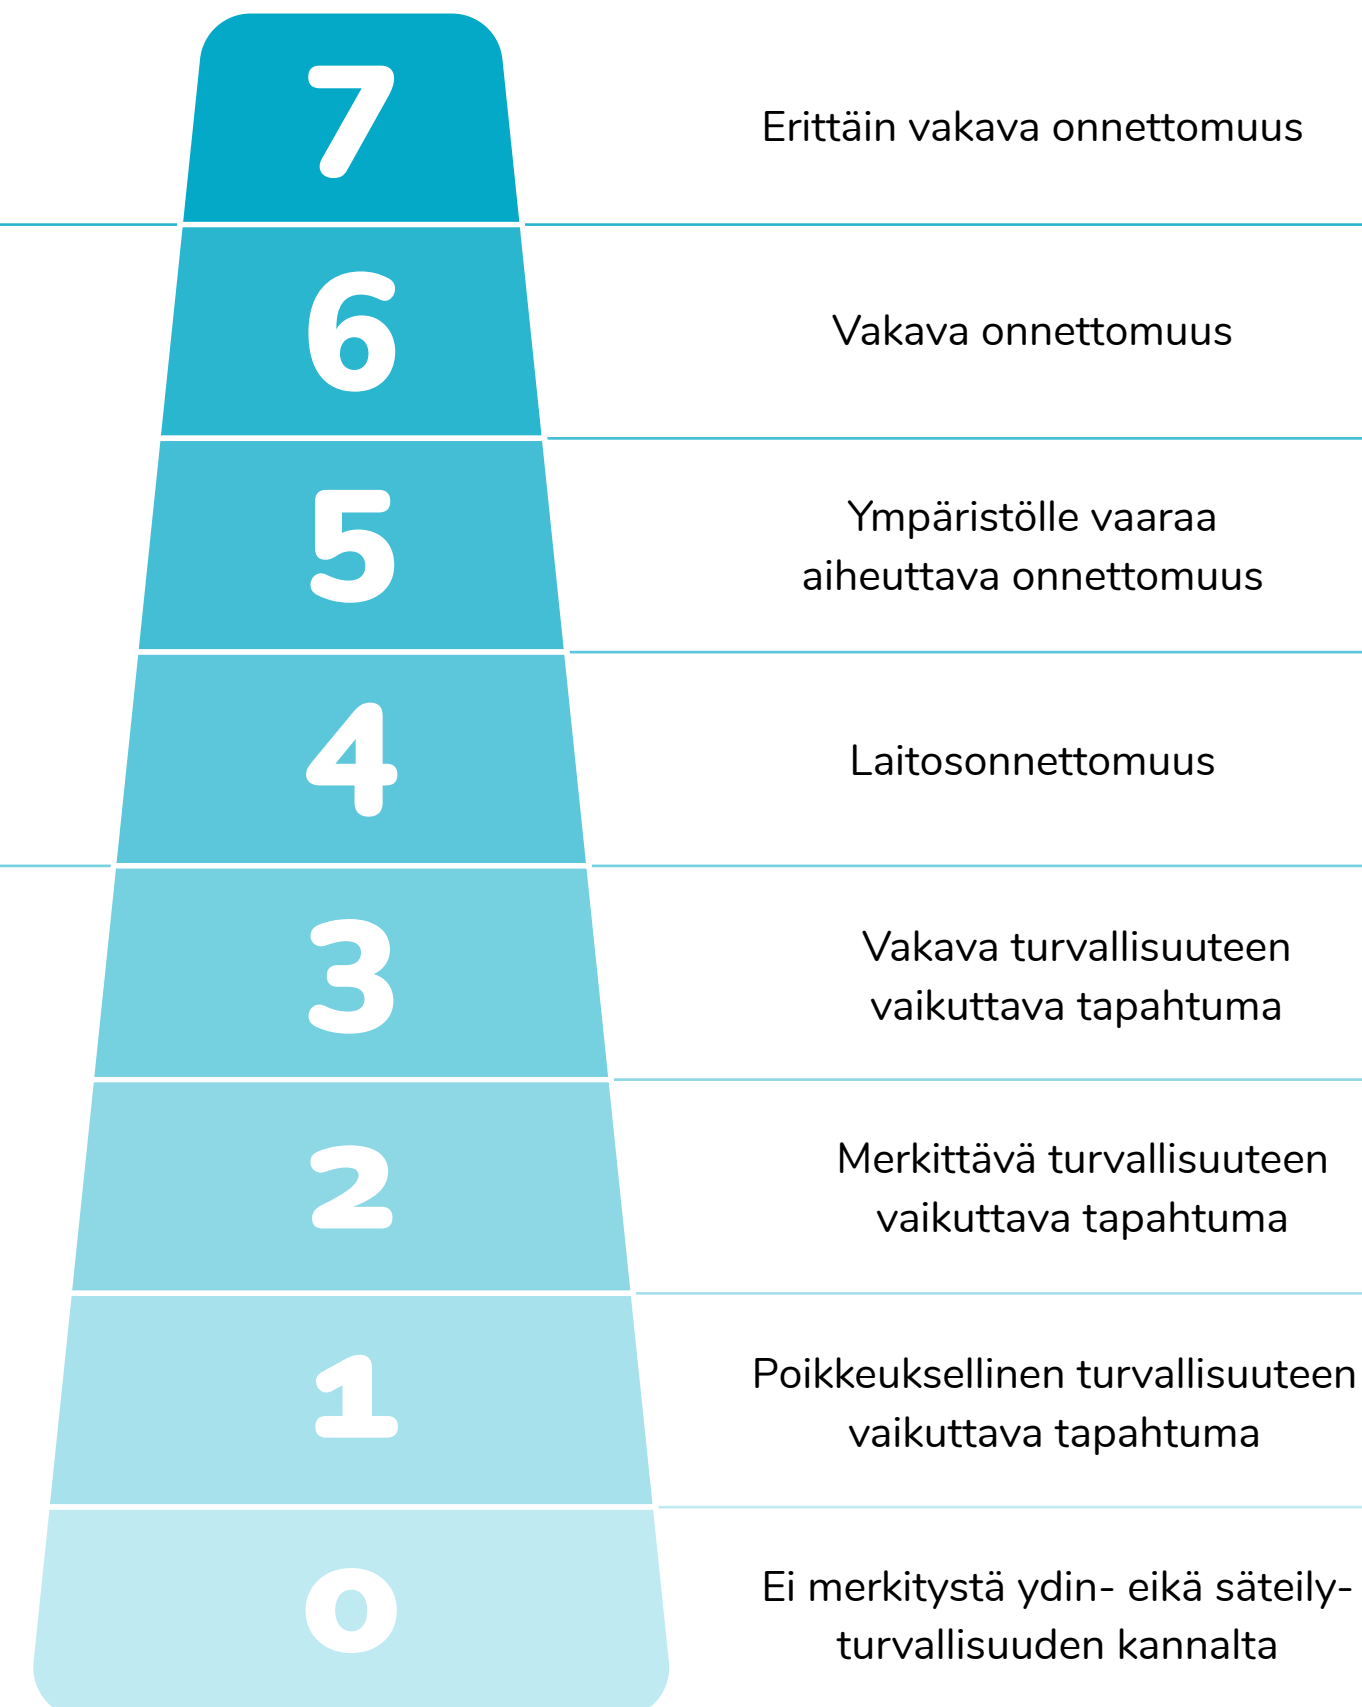 7
Erittäin vakava onnettomuus
6
Vakava onnettomuus
5
Ympäristölle vaaraa
aiheuttava onnettomuus
4
Laitosonnettomuus
3
Vakava turvallisuuteen
vaikuttava tapahtuma
2
Merkittävä turvallisuuteen
vaikuttava tapahtuma
1
Poikkeuksellinen turvallisuuteen
vaikuttava tapahtuma
0
Ei merkitystä ydin- eikä säteily-
turvallisuuden kannalta